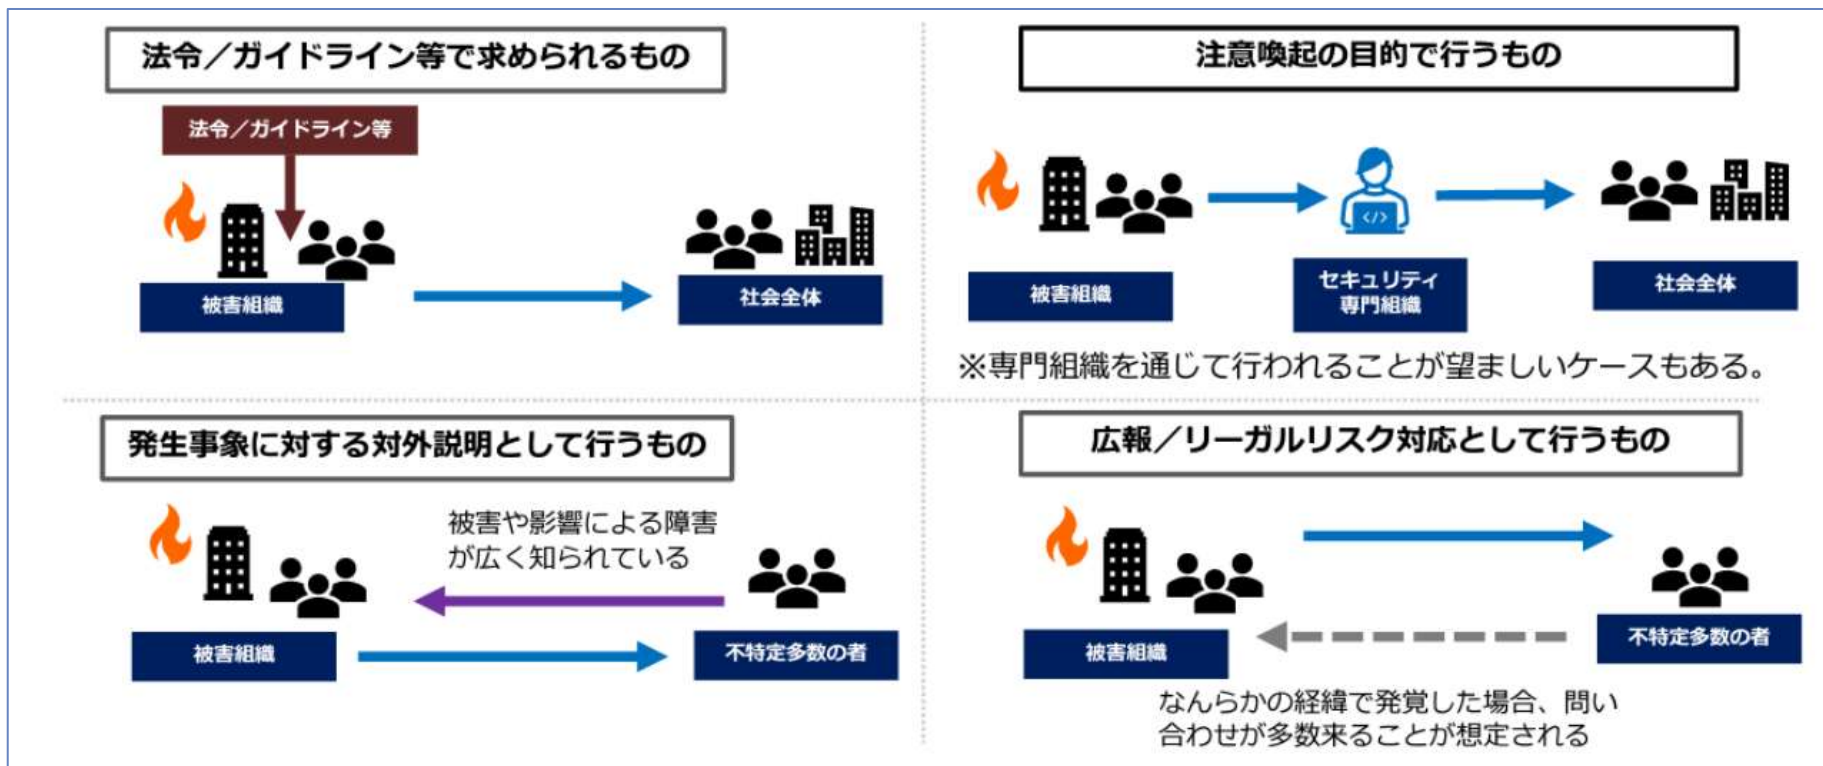 法令／ガイドライン等で求められるもの
法令／ガイドライン等
被害組織
社会全体
注意喚起の目的で行うもの
</>
被害組織
セキュリティ
専門組織
社会全体
※専門組織を通じて行われることが望ましいケースもある。
発生事象に対する対外説明として行うもの
被害や影響による障害
が広く知られている
被害組織
不特定多数の者
広報／リーガルリスク対応として行うもの
被害組織
不特定多数の者
なんらかの経緯で発覚した場合、問い
合わせが多数来ることが想定される